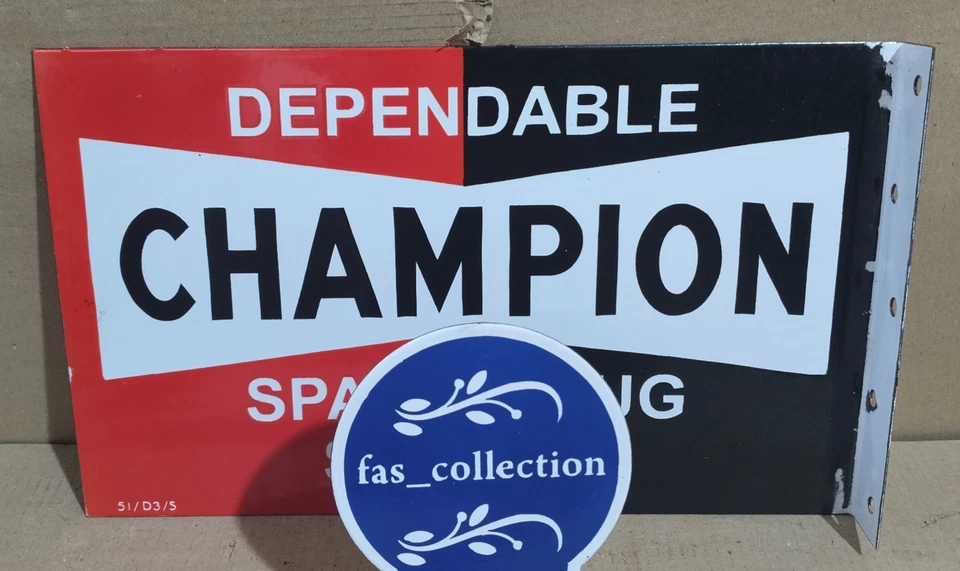 DEPENDABLE
CHAMPION
SPA UG
S
fas_collection
51/D3/S